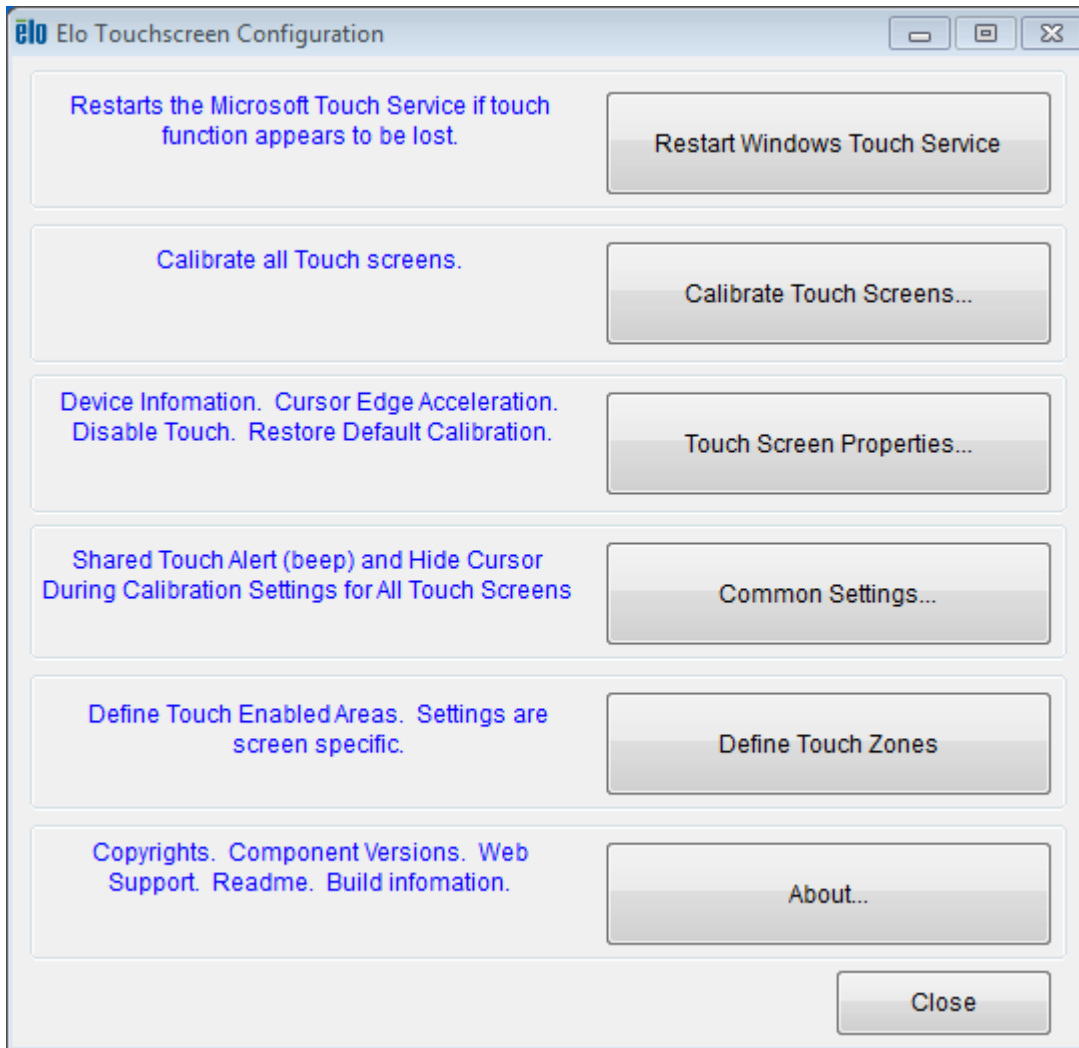 elo Elo Touchscreen Configuration
Restarts the Microsoft Touch Service if touch
function appears to be lost.
Restart Windows Touch Service
Calibrate all Touch screens.
Calibrate Touch Screens...
Device Infomation.  Cursor Edge Acceleration.
Disable Touch.  Restore Default Calibration.
Touch Screen Properties...
Shared Touch Alert (beep) and Hide Cursor
During Calibration Settings for All Touch Screens
Common Settings...
Define Touch Enabled Areas.  Settings are
screen specific.
Define Touch Zones
Copyrights.  Component Versions.  Web
Support.  Readme.  Build infomation.
About...
Close